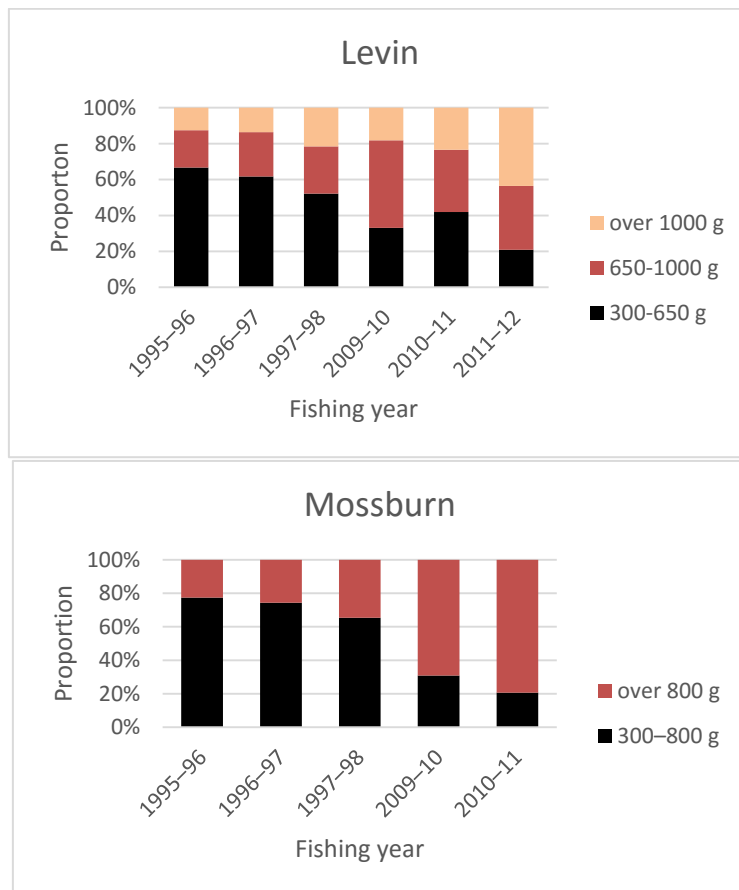 Levin
100%
80%
60%
40%
20%
0%
Proporton
1995–96
1996–97
1997–98
2009–10
2010–11
2011–12
Fishing year
over 1000 g
650-1000 g
300-650 g
Mossburn
100%
80%
60%
40%
20%
0%
Proportion
1995–96
1996–97
1997–98
2009–10
2010–11
Fishing year
over 800 g
300–800 g